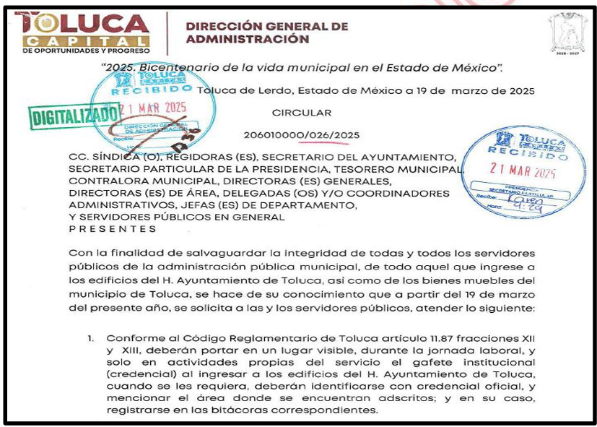 TOLUCA
CAPITAL
DE OPORTUNIDADES Y PROGRESO
DIRECCIÓN GENERAL DE
ADMINISTRACIÓN
"2025. Bicentenario de la vida municipal en el Estado de México".
Toluca de Lerdo, Estado de México a 19 de marzo de 2025
TOLUCA
RECIBIDO
21 MAR 2025
DIGITALIZADO
CIRCULAR
206010000/026/2025
TOLUCA
RECIBIDO
21 MAR 2025
CC. SÍNDICA (O), REGIDORAS (ES), SECRETARIO DEL AYUNTAMIENTO,
SECRETARIO PARTICULAR DE LA PRESIDENCIA, TESORERO MUNICIPAL
CONTRALORA MUNICIPAL, DIRECTORAS (ES) GENERALES,
DIRECTORAS (ES) DE ÁREA, DELEGADAS (OS) Y/O COORDINADORES
ADMINISTRATIVOS, JEFAS (ES) DE DEPARTAMENTO,
Y SERVIDORES PÚBLICOS EN GENERAL
P R E S E N T E S
Con la finalidad de salvaguardar la integridad de todas y todos los servidores
públicos de la administración pública municipal, de todo aquel que ingrese a
los edificios del H. Ayuntamiento de Toluca, así como de los bienes muebles del
municipio de Toluca, se hace de su conocimiento que a partir del 19 de marzo
del presente año, se solicita a las y los servidores públicos, atender lo siguiente:
1. Conforme al Código Reglamentario de Toluca artículo 11.87 fracciones XII
y XIII, deberán portar en un lugar visible, durante la jornada laboral, y
solo en actividades propias del servicio el gafete institucional
(credencial) al ingresar a los edificios del H. Ayuntamiento de Toluca,
cuando se les requiera, deberán identificarse con credencial oficial, y
mencionar el área donde se encuentran adscritos; y en su caso,
registrarse en las bitácoras correspondientes.